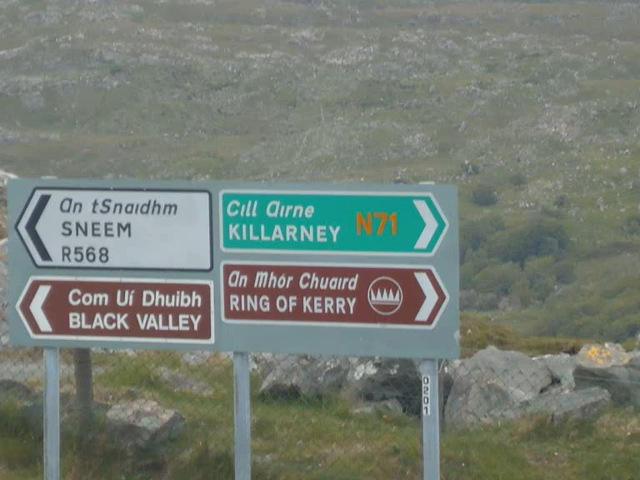 An tSnaidhm
SNEEM
R568
Com Uí Dhuibh
BLACK VALLEY
Cill Airne
KILLARNEY N71
An Mhór Chuaird
RING OF KERRY
0201